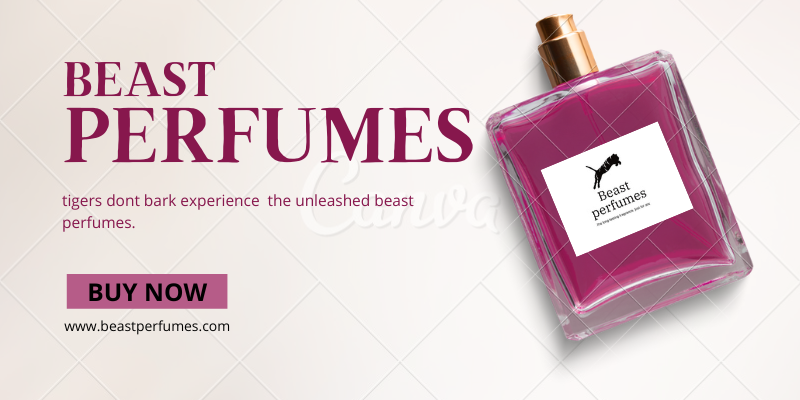 BEAST
PERFUMES
tigers dont bark experience  the unleashed beast
perfumes.
BUY NOW
www.beastperfumes.com
Beast
perfumes
Canva